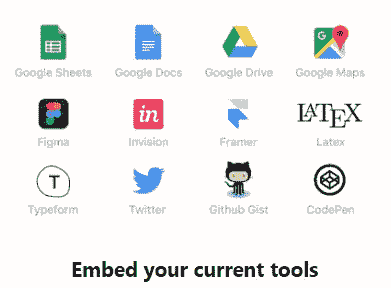 Google Sheets Google Docs Google Drive Google Maps
G
in LATEX
Figma Invision Framer Latex
T
Typeform Twitter Github Gist CodePen
Embed your current tools